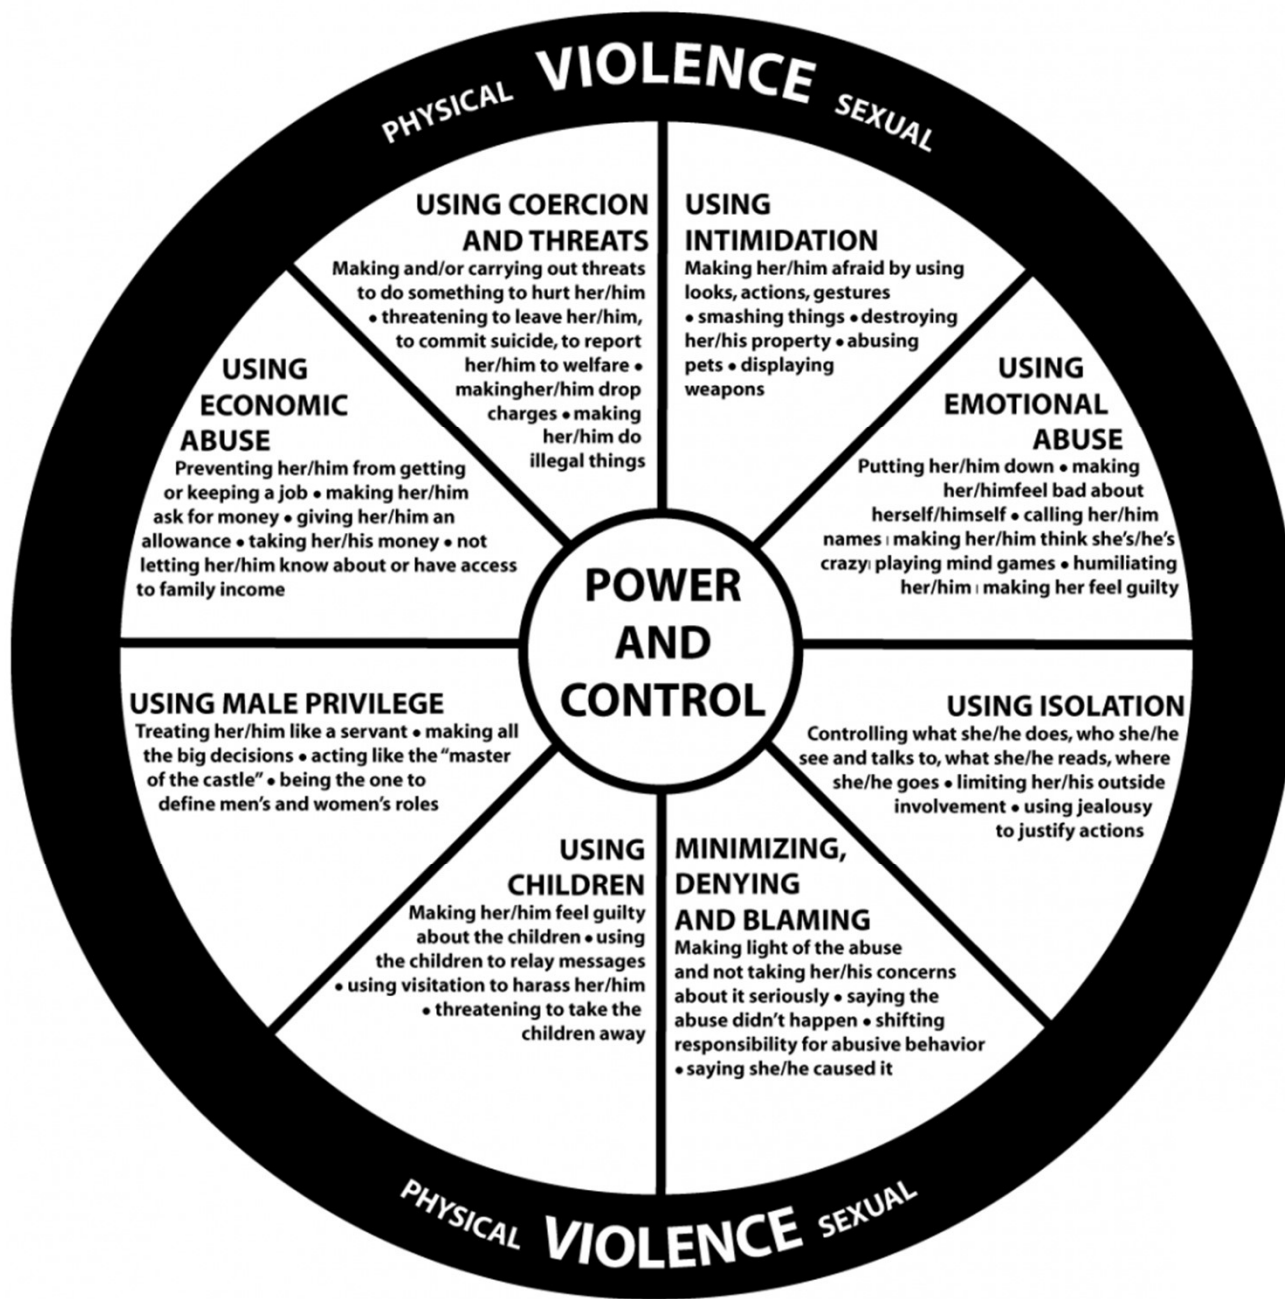 PHYSICAL VIOLENCE SEXUAL
USING COERCION
AND THREATS
Making and/or carrying out threats
to do something to hurt her/him
• threatening to leave her/him,
to commit suicide, to report
her/him to welfare •
makingher/him drop
charges • making
her/him do
illegal things
USING
INTIMIDATION
Making her/him afraid by using
looks, actions, gestures
• smashing things • destroying
her/his property • abusing
pets • displaying
weapons
USING
EMOTIONAL
ABUSE
Putting her/him down • making
her/himfeel bad about
herself/himself • calling her/him
names | making her/him think she's/he's
crazy| playing mind games • humiliating
her/him | making her feel guilty
USING ISOLATION
Controlling what she/he does, who she/he
see and talks to, what she/he reads, where
she/he goes • limiting her/his outside
involvement • using jealousy
to justify actions
MINIMIZING,
DENYING
AND BLAMING
Making light of the abuse
and not taking her/his concerns
about it seriously • saying the
abuse didn't happen • shifting
responsibility for abusive behavior
• saying she/he caused it
USING
CHILDREN
Making her/him feel guilty
about the children • using
the children to relay messages
• using visitation to harass her/him
• threatening to take the
children away
USING MALE PRIVILEGE
Treating her/him like a servant • making all
the big decisions • acting like the “master
of the castle” • being the one to
define men's and women's roles
USING
ECONOMIC
ABUSE
Preventing her/him from getting
or keeping a job • making her/him
ask for money • giving her/him an
allowance • taking her/his money • not
letting her/him know about or have access
to family income
POWER
AND
CONTROL
PHYSICAL VIOLENCE SEXUAL